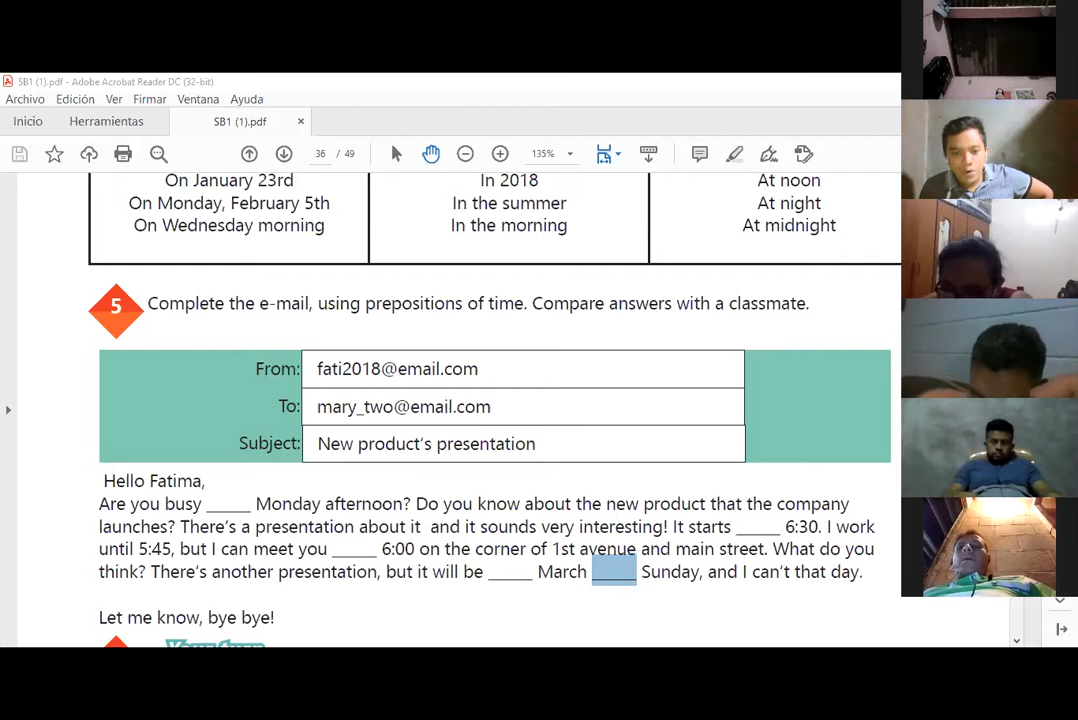 SB1 (1).pdf - Adobe Acrobat Reader DC (32-bit)
Archivo Edición Ver Firmar Ventana Ayuda
Inicio Herramientas SB1 (1).pdf ×
36 / 49 135%
On January 23rd In 2018 At noon
On Monday, February 5th In the summer At night
On Wednesday morning In the morning At midnight
5 Complete the e-mail, using prepositions of time. Compare answers with a classmate.
From: fati2018@email.com
To: mary_two@email.com
Subject: New product's presentation
Hello Fatima,
Are you busy _____ Monday afternoon? Do you know about the new product that the company
launches? There's a presentation about it and it sounds very interesting! It starts _____ 6:30. I work
until 5:45, but I can meet you _____ 6:00 on the corner of 1st avenue and main street. What do you
think? There's another presentation, but it will be _____ March _____ Sunday, and I can't that day.
Let me know, bye bye!